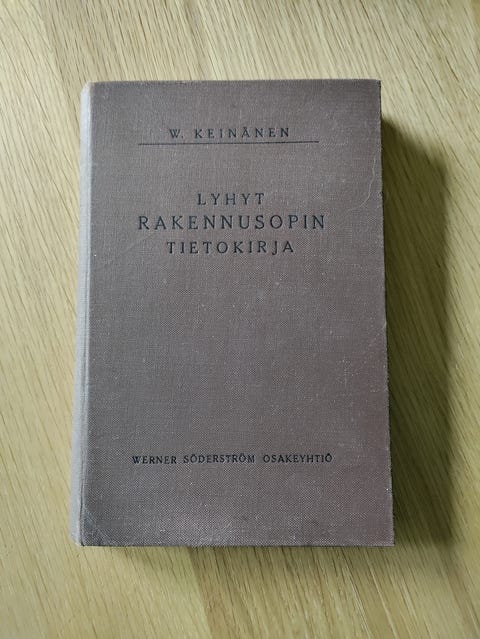 W. KEINÄNEN
LYHYT
RAKENNUSOPIN
TIETOKIRJA
WERNER SÖDERSTRÖM OSAKEYHTIÖ